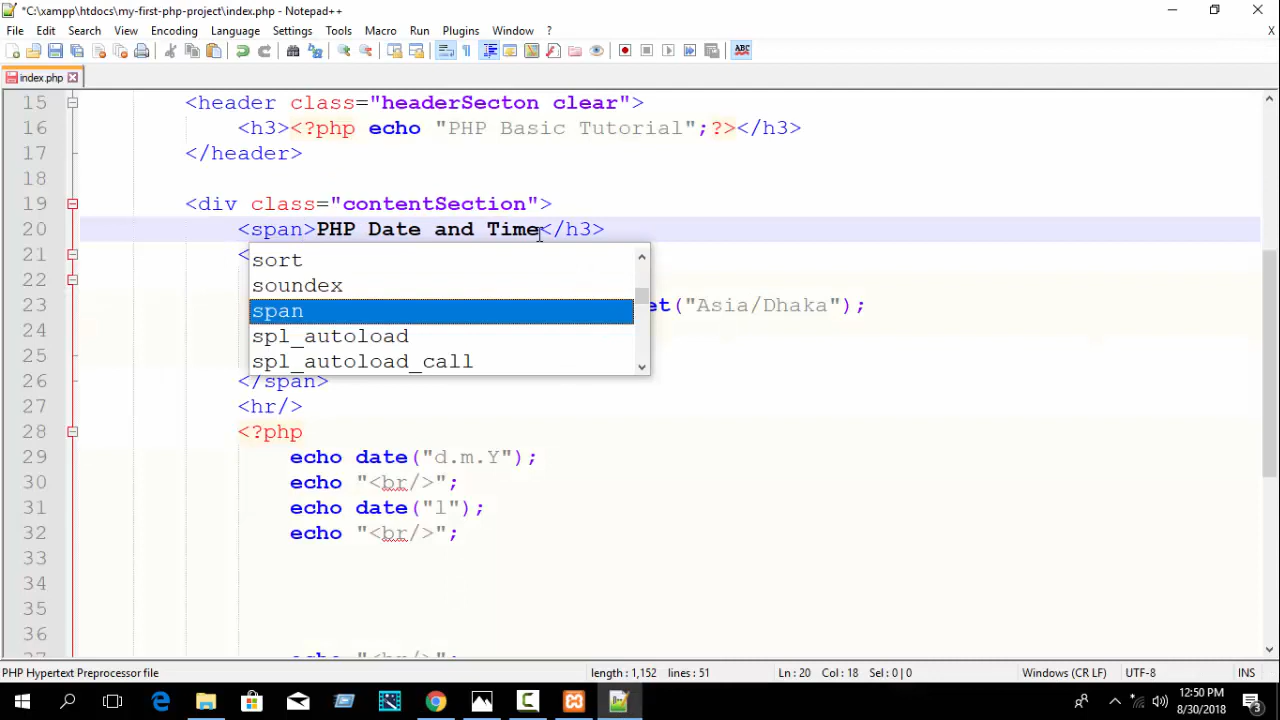 *C:\xampp\htdocs\my-first-php-project\index.php - Notepad++
File Edit Search View Encoding Language Settings Tools Macro Run Plugins Window ?
X
ABC
index.php
15 <header class="headerSecton clear">
16 <h3><?php echo "PHP Basic Tutorial";?></h3>
17 </header>
18
19 <div class="contentSection">
20 <span>PHP Date and Time</h3>
21 <
sort
22
soundex
23 et("Asia/Dhaka");
span
24
spl_autoload
25
spl_autoload_call
26 </span>
27 <hr/>
28 <?php
29 echo date("d.m.Y");
30 echo "<br/>";
31 echo date("l");
32 echo "<br/>";
33
34
35
36
37 echo "<br/>";
PHP Hypertext Preprocessor file length : 1,152 lines : 51 Ln : 20 Col : 18 Sel : 0 | 0 Windows (CR LF) UTF-8 INS
12:50 PM
8/30/2018
3